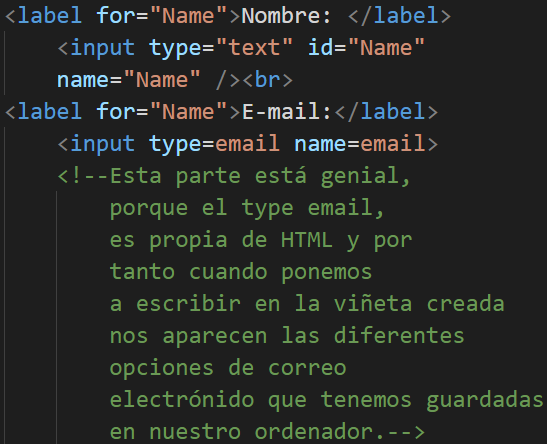 <label for="Name">Nombre: </label>
<input type="text" id="Name"
name="Name" /><br>
<label for="Name">E-mail:</label>
<input type=email name=email>
<!--Esta parte está genial,
porque el type email,
es propia de HTML y por
tanto cuando ponemos
a escribir en la viñeta creada
nos aparecen las diferentes
opciones de correo
electrónido que tenemos guardadas
en nuestro ordenador.-->